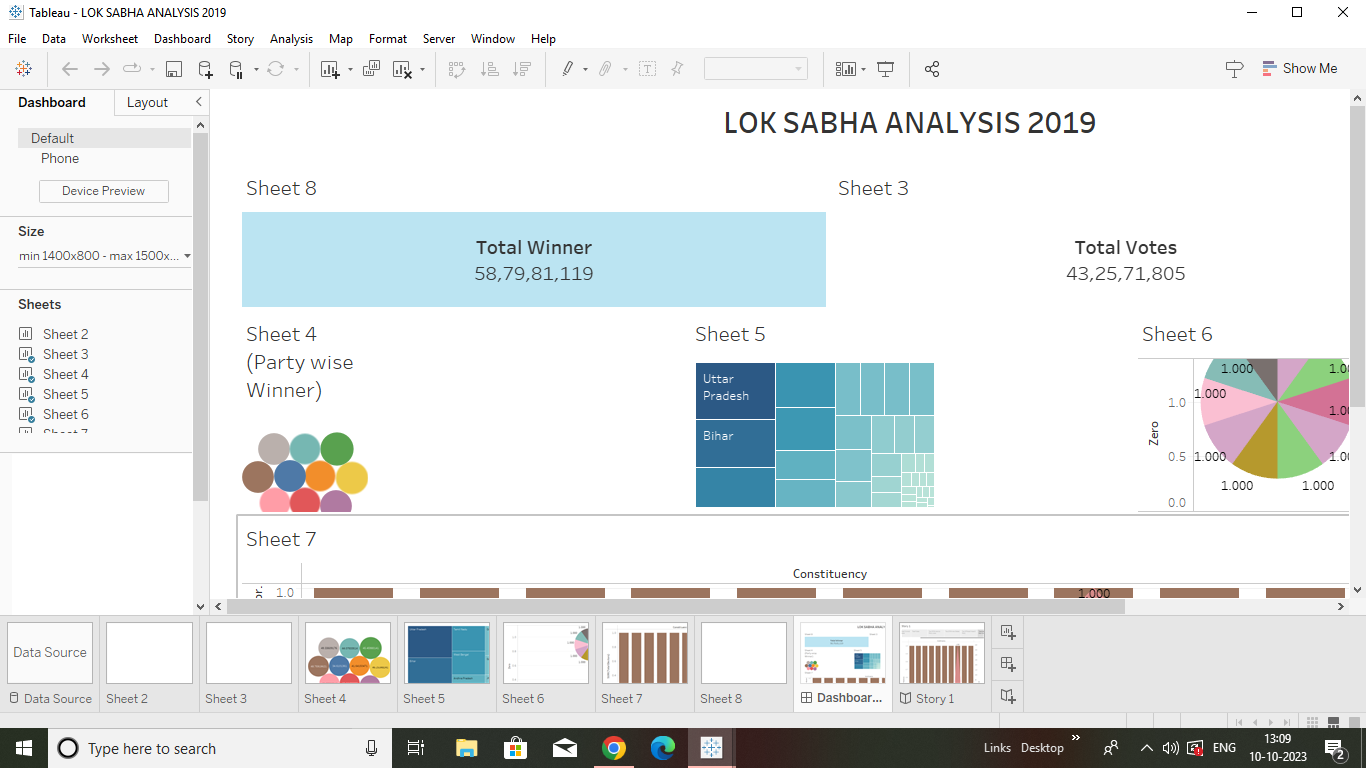 Tableau - LOK SABHA ANALYSIS 2019
File Data Worksheet Dashboard Story Analysis Map Format Server Window Help
Show Me
Dashboard Layout
Default
Phone
Device Preview
Size
min 1400x800 - max 1500x...
Sheets
Sheet 2
Sheet 3
Sheet 4
Sheet 5
Sheet 6
Sheet 7
LOK SABHA ANALYSIS 2019
Sheet 8
Total Winner
58,79,81,119
Sheet 3
Total Votes
43,25,71,805
Sheet 4
(Party wise
Winner)
Sheet 5
Uttar
Pradesh
Bihar
Sheet 6
Zero
1.0
0.5
0.0
1.000
1.000
1.000
1.000
1.000
Sheet 7
Constituency
1.0
1.000
Data Source
Data Source Sheet 2 Sheet 3 Sheet 4 Sheet 5 Sheet 6 Sheet 7 Sheet 8 Dashboar... Story 1
Type here to search
Links Desktop
ENG
13:09
10-10-2023
2